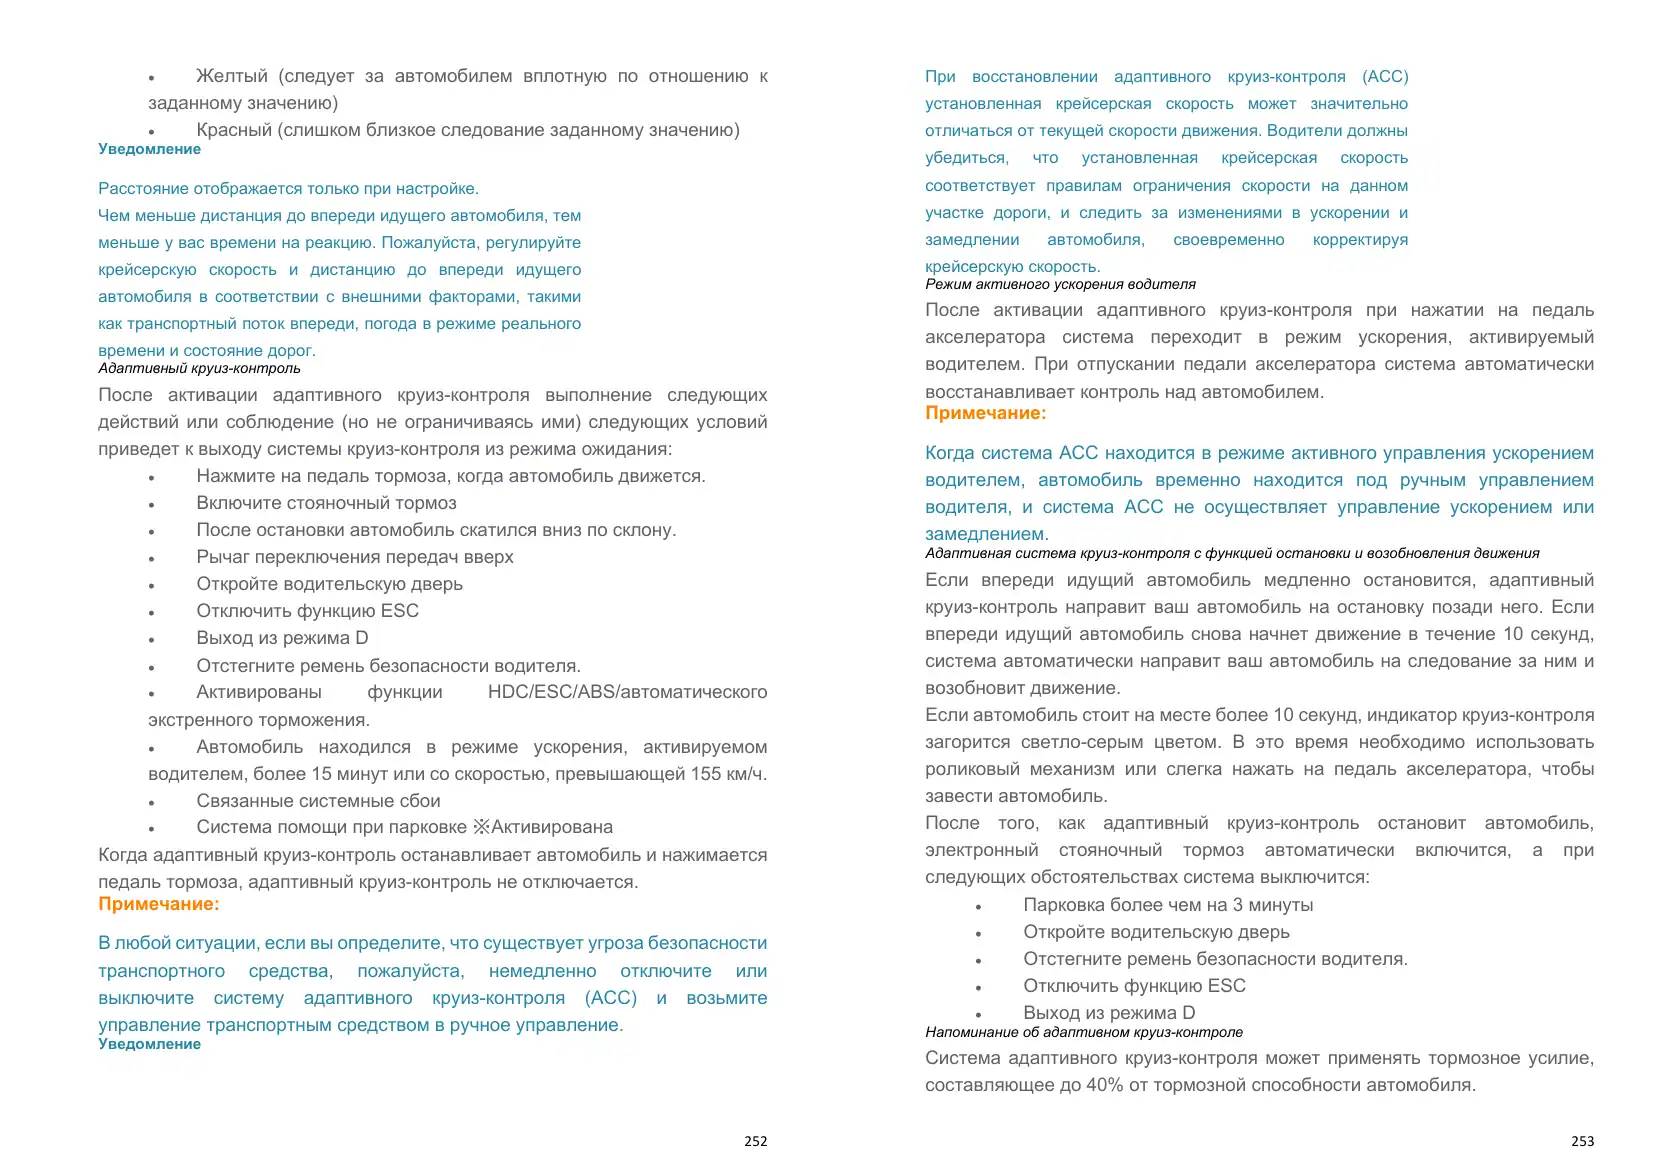 • Желтый (следует за автомобилем вплотную по отношению к
заданному значению)
• Красный (слишком близкое следование заданному значению)
Уведомление
Расстояние отображается только при настройке.
Чем меньше дистанция до впереди идущего автомобиля, тем
меньше у вас времени на реакцию. Пожалуйста, регулируйте
крейсерскую скорость и дистанцию до впереди идущего
автомобиля в соответствии с внешними факторами, такими
как транспортный поток впереди, погода в режиме реального
времени и состояние дорог.
Адаптивный круиз-контроль
После активации адаптивного круиз-контроля выполнение следующих
действий или соблюдение (но не ограничиваясь ими) следующих условий
приведет к выходу системы круиз-контроля из режима ожидания:
• Нажмите на педаль тормоза, когда автомобиль движется.
• Включите стояночный тормоз
• После остановки автомобиль скатился вниз по склону.
• Рычаг переключения передач вверх
• Откройте водительскую дверь
• Отключить функцию ESC
• Выход из режима D
• Отстегните ремень безопасности водителя.
• Активированы функции HDC/ESC/ABS/автоматического
экстренного торможения.
• Автомобиль находился в режиме ускорения, активируемом
водителем, более 15 минут или со скоростью, превышающей 155 км/ч.
• Связанные системные сбои
• Система помощи при парковке ※Активирована
Когда адаптивный круиз-контроль останавливает автомобиль и нажимается
педаль тормоза, адаптивный круиз-контроль не отключается.
Примечание:
В любой ситуации, если вы определите, что существует угроза безопасности
транспортного средства, пожалуйста, немедленно отключите или
выключите систему адаптивного круиз-контроля (ACC) и возьмите
управление транспортным средством в ручное управление.
Уведомление
252
При восстановлении адаптивного круиз-контроля (ACC)
установленная крейсерская скорость может значительно
отличаться от текущей скорости движения. Водители должны
убедиться, что установленная крейсерская скорость
соответствует правилам ограничения скорости на данном
участке дороги, и следить за изменениями в ускорении и
замедлении автомобиля, своевременно корректируя
крейсерскую скорость.
Режим активного ускорения водителя
После активации адаптивного круиз-контроля при нажатии на педаль
акселератора система переходит в режим ускорения, активируемый
водителем. При отпускании педали акселератора система автоматически
восстанавливает контроль над автомобилем.
Примечание:
Когда система ACC находится в режиме активного управления ускорением
водителем, автомобиль временно находится под ручным управлением
водителя, и система ACC не осуществляет управление ускорением или
замедлением.
Адаптивная система круиз-контроля с функцией остановки и возобновления движения
Если впереди идущий автомобиль медленно остановится, адаптивный
круиз-контроль направит ваш автомобиль на остановку позади него. Если
впереди идущий автомобиль снова начнет движение в течение 10 секунд,
система автоматически направит ваш автомобиль на следование за ним и
возобновит движение.
Если автомобиль стоит на месте более 10 секунд, индикатор круиз-контроля
загорится светло-серым цветом. В это время необходимо использовать
роликовый механизм или слегка нажать на педаль акселератора, чтобы
завести автомобиль.
После того, как адаптивный круиз-контроль остановит автомобиль,
электронный стояночный тормоз автоматически включится, а при
следующих обстоятельствах система выключится:
• Парковка более чем на 3 минуты
• Откройте водительскую дверь
• Отстегните ремень безопасности водителя.
• Отключить функцию ESC
• Выход из режима D
Напоминание об адаптивном круиз-контроле
Система адаптивного круиз-контроля может применять тормозное усилие,
составляющее до 40% от тормозной способности автомобиля.
253